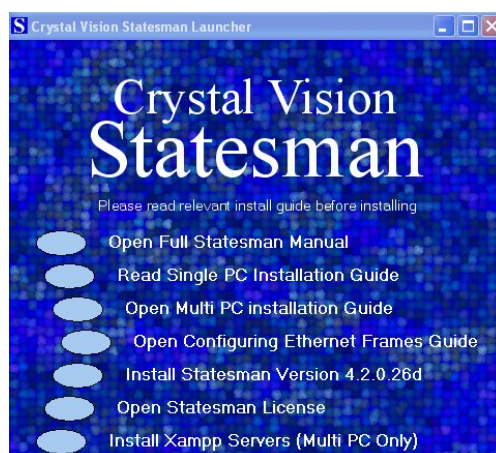 S Crystal Vision Statesman Launcher
Crystal Vision
Statesman
Please read relevant install guide before installing
Open Full Statesman Manual
Read Single PC Installation Guide
Open Multi PC installation Guide
Open Configuring Ethernet Frames Guide
Install Statesman Version 4.2.0.26d
Open Statesman License
Install Xampp Servers (Multi PC Only)